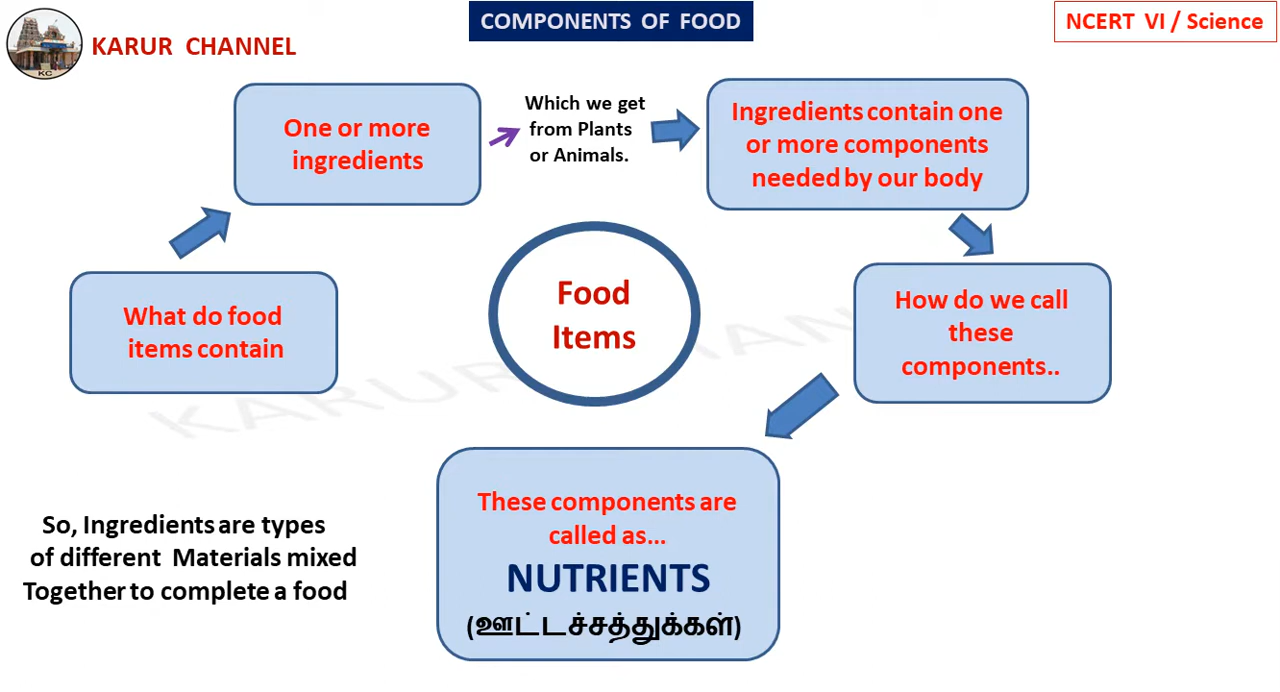 COMPONENTS OF FOOD
NCERT VI / Science
KARUR CHANNEL
KC
One or more
ingredients
Which we get
from Plants
or Animals.
Ingredients contain one
or more components
needed by our body
What do food
items contain
Food
Items
How do we call
these
components..
KARUR CHANNEL
These components are
called as...
NUTRIENTS
(ஊட்டச்சத்துக்கள்)
So, Ingredients are types
of different Materials mixed
Together to complete a food